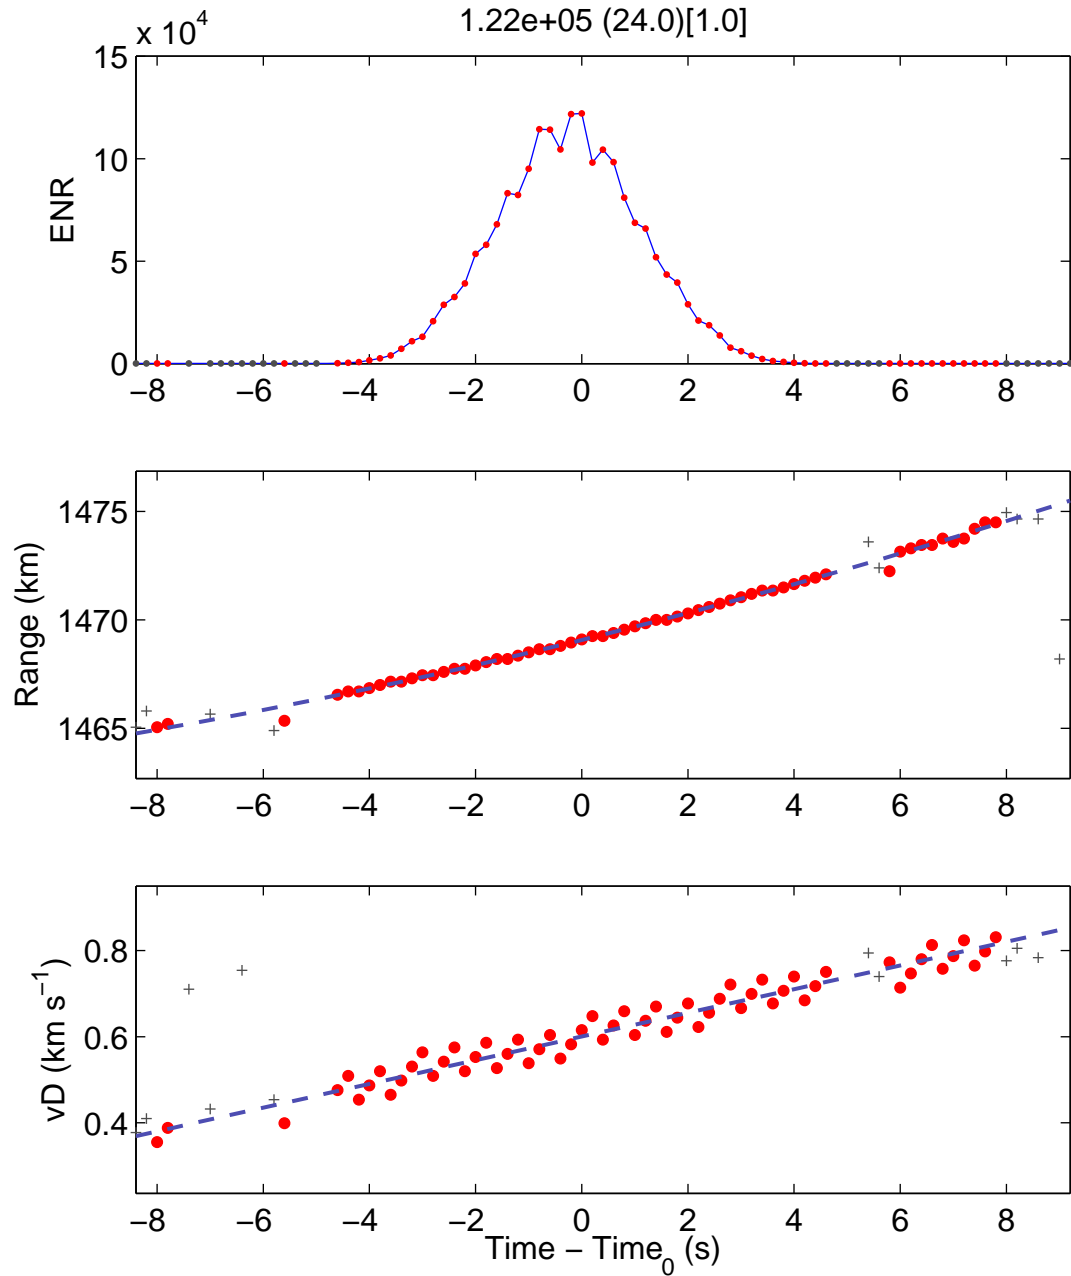 1.22e+05 (24.0)[1.0]
x 10^4
15
10
5
0
ENR
−8 −6 −4 −2 0 2 4 6 8
1475
1470
1465
Range (km)
−8 −6 −4 −2 0 2 4 6 8
0.8
0.6
0.4
vD (km s^−1)
−8 −6 −4 −2 0 2 4 6 8
Time − Time_0 (s)